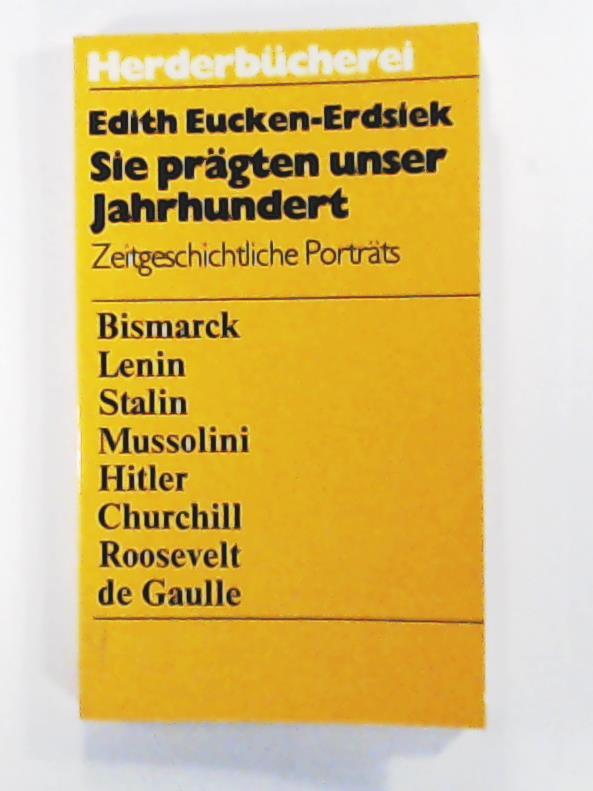 Herderbücherei
Edith Eucken-Erdsiek
Sie prägten unser
Jahrhundert
Zeitgeschichtliche Porträts
Bismarck
Lenin
Stalin
Mussolini
Hitler
Churchill
Roosevelt
de Gaulle